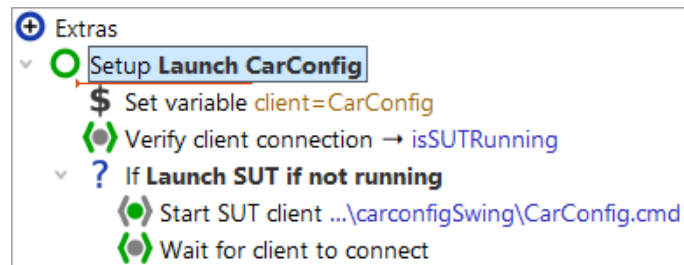 Extras
Setup Launch CarConfig
$ Set variable client=CarConfig
Verify client connection → isSUTRunning
? If Launch SUT if not running
Start SUT client ...\carconfigSwing\CarConfig.cmd
Wait for client to connect